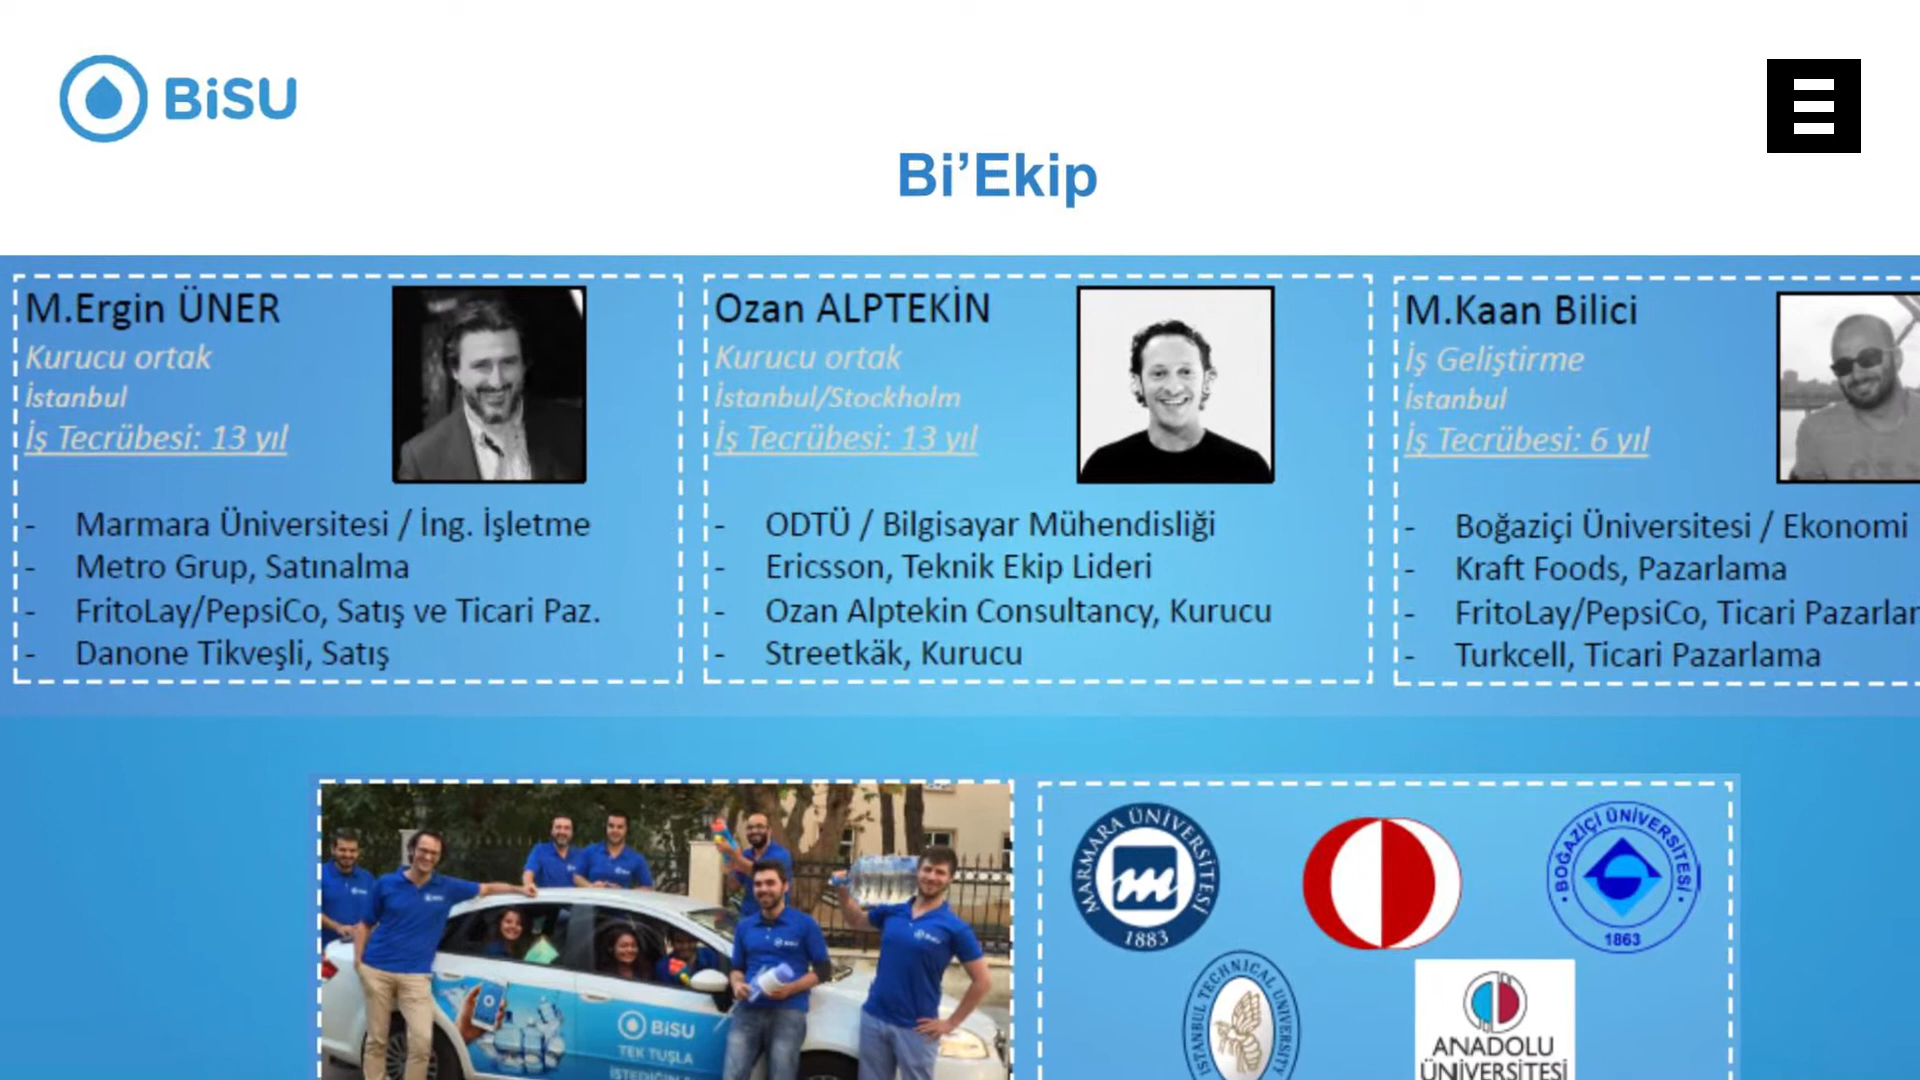 BiSU
Bi’Ekip
M.Ergin ÜNER
Kurucu ortak
İstanbul
İş Tecrübesi: 13 yıl
- Marmara Üniversitesi / İng. İşletme
- Metro Grup, Satınalma
- FritoLay/PepsiCo, Satış ve Ticari Paz.
- Danone Tikveşli, Satış
Ozan ALPTEKİN
Kurucu ortak
İstanbul/Stockholm
İş Tecrübesi: 13 yıl
- ODTÜ / Bilgisayar Mühendisliği
- Ericsson, Teknik Ekip Lideri
- Ozan Alptekin Consultancy, Kurucu
- Streetkäk, Kurucu
M.Kaan Bilici
İş Geliştirme
İstanbul
İş Tecrübesi: 6 yıl
- Boğaziçi Üniversitesi / Ekonomi
- Kraft Foods, Pazarlama
- FritoLay/PepsiCo, Ticari
- Turkcell, Ticari Pazarlama
BiSU
TEK TUŞLA
MARMARA ÜNİVERSİTESİ
1883
BOĞAZİÇİ ÜNİVERSİTESİ
1863
ISTANBUL TECHNICAL UNIVERSITY
ANADOLU
ÜNİVERSİTESİ